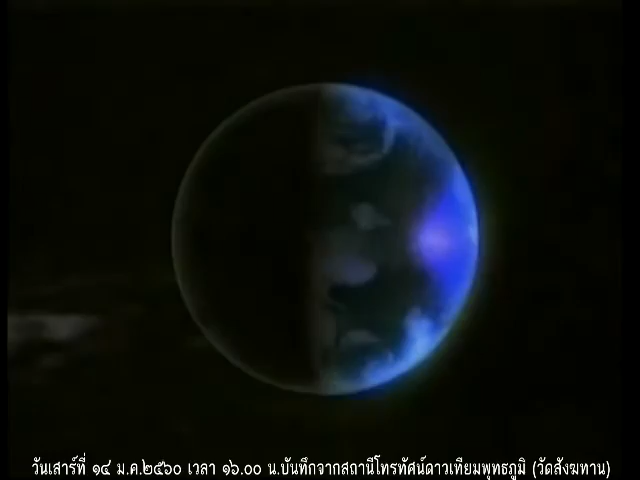 วันเสาร์ที่ ๑๔ ม.ค.๒๕๖๐ เวลา ๑๖.๐๐ น.บันทึกจากสถานีโทรทัศน์ดาวเทียมพุทธภูมิ (วัดสังฆทาน)